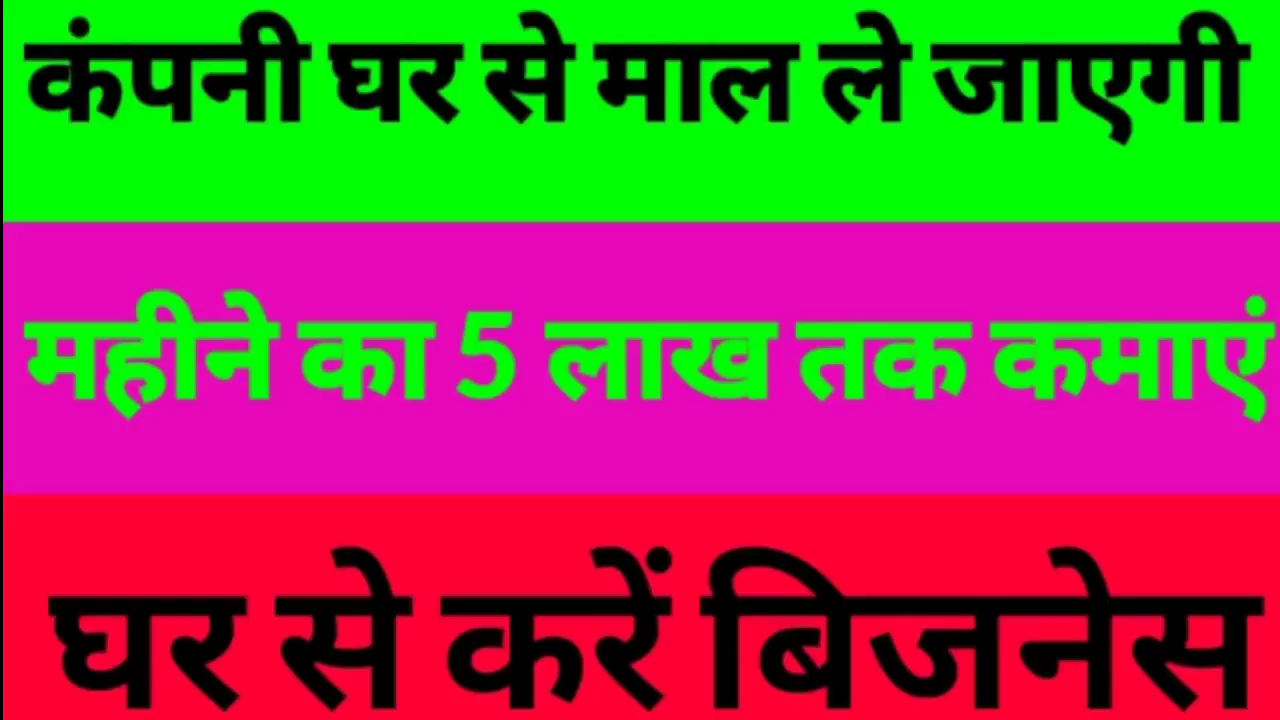 कंपनी घर से माल ले जाएगी
महीने का 5 लाख तक कमाएं
घर से करें बिजनेस